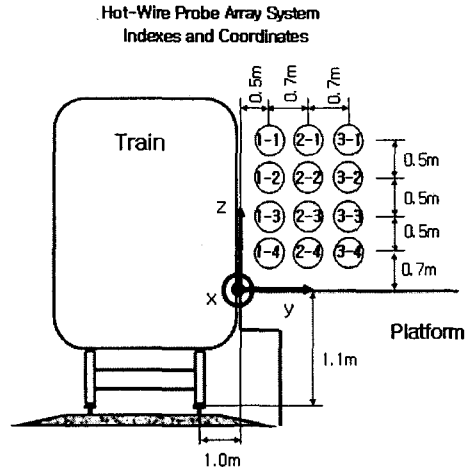 Hot-Wire Probe Array System
Indexes and Coordinates
0.5m
0.7m
0.7m
Train
1-1 2-1 3-1
0.5m
1-2 2-2 3-2
0.5m
z
1-3 2-3 3-3
0.5m
1-4 2-4 3-4
0.7m
x
y
Platform
1.1m
1.0m